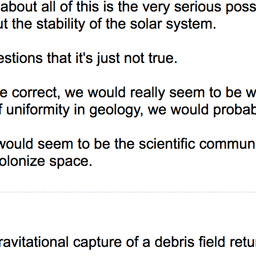 about all of this is the very serious poss
ut the stability of the solar system.
estions that it's just not true.
e correct, we would really seem to be w
f uniformity in geology, we would probab
would seem to be the scientific commun
olonize space.
ravitational capture of a debris field retu